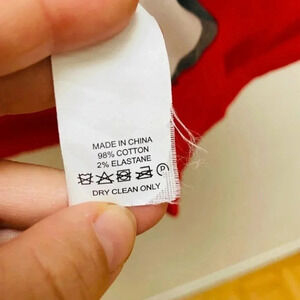 MADE IN CHINA
98% COTTON
2% ELASTANE
P
DRY CLEAN ONLY